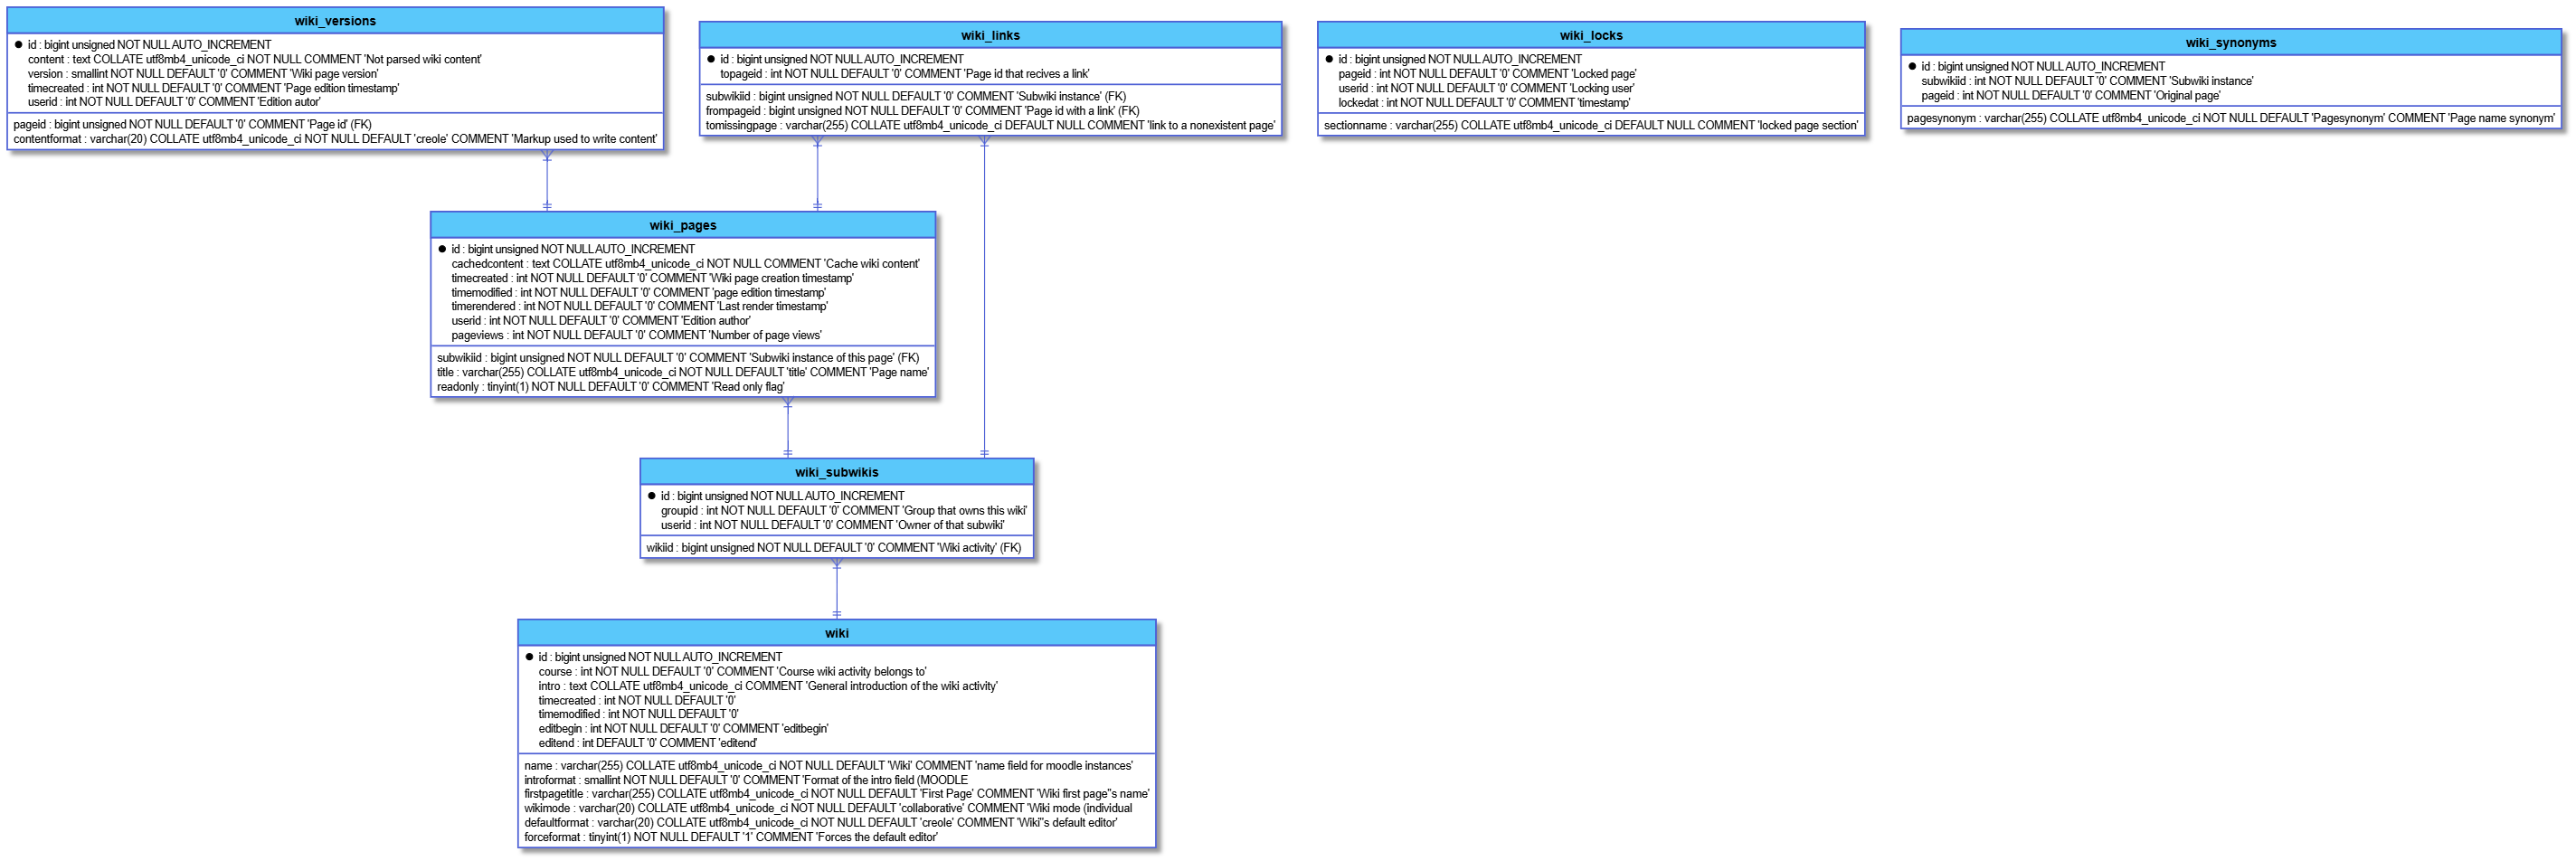 wiki_versions
id : bigint unsigned NOT NULL AUTO_INCREMENT
content : text COLLATE utf8mb4_unicode_ci NOT NULL COMMENT 'Not parsed wiki content'
version : smallint NOT NULL DEFAULT '0' COMMENT 'Wiki page version'
timecreated : int NOT NULL DEFAULT '0' COMMENT 'Page edition timestamp'
userid : int NOT NULL DEFAULT '0' COMMENT 'Edition autor'
pageid : bigint unsigned NOT NULL DEFAULT '0' COMMENT 'Page id' (FK)
contentformat : varchar(20) COLLATE utf8mb4_unicode_ci NOT NULL DEFAULT 'creole' COMMENT 'Markup used to write content'
wiki_links
id : bigint unsigned NOT NULL AUTO_INCREMENT
topageid : int NOT NULL DEFAULT '0' COMMENT 'Page id that recives a link'
subwikiid : bigint unsigned NOT NULL DEFAULT '0' COMMENT 'Subwiki instance' (FK)
frompageid : bigint unsigned NOT NULL DEFAULT '0' COMMENT 'Page id with a link' (FK)
tomissingpage : varchar(255) COLLATE utf8mb4_unicode_ci DEFAULT NULL COMMENT 'link to a nonexistent page'
wiki_locks
id : bigint unsigned NOT NULL AUTO_INCREMENT
pageid : int NOT NULL DEFAULT '0' COMMENT 'Locked page'
userid : int NOT NULL DEFAULT '0' COMMENT 'Locking user'
lockedat : int NOT NULL DEFAULT '0' COMMENT 'timestamp'
sectionname : varchar(255) COLLATE utf8mb4_unicode_ci DEFAULT NULL COMMENT 'locked page section'
wiki_synonyms
id : bigint unsigned NOT NULL AUTO_INCREMENT
subwikiid : int NOT NULL DEFAULT '0' COMMENT 'Subwiki instance'
pageid : int NOT NULL DEFAULT '0' COMMENT 'Original page'
pagesynonym : varchar(255) COLLATE utf8mb4_unicode_ci NOT NULL DEFAULT 'Pagesynonym' COMMENT 'Page name synonym'
wiki_pages
id : bigint unsigned NOT NULL AUTO_INCREMENT
cachedcontent : text COLLATE utf8mb4_unicode_ci NOT NULL COMMENT 'Cache wiki content'
timecreated : int NOT NULL DEFAULT '0' COMMENT 'Wiki page creation timestamp'
timemodified : int NOT NULL DEFAULT '0' COMMENT 'page edition timestamp'
timerendered : int NOT NULL DEFAULT '0' COMMENT 'Last render timestamp'
userid : int NOT NULL DEFAULT '0' COMMENT 'Edition author'
pageviews : int NOT NULL DEFAULT '0' COMMENT 'Number of page views'
subwikiid : bigint unsigned NOT NULL DEFAULT '0' COMMENT 'Subwiki instance of this page' (FK)
title : varchar(255) COLLATE utf8mb4_unicode_ci NOT NULL DEFAULT 'title' COMMENT 'Page name'
readonly : tinyint(1) NOT NULL DEFAULT '0' COMMENT 'Read only flag'
wiki_subwikis
id : bigint unsigned NOT NULL AUTO_INCREMENT
groupid : int NOT NULL DEFAULT '0' COMMENT 'Group that owns this wiki'
userid : int NOT NULL DEFAULT '0' COMMENT 'Owner of that subwiki'
wikiid : bigint unsigned NOT NULL DEFAULT '0' COMMENT 'Wiki activity' (FK)
wiki
id : bigint unsigned NOT NULL AUTO_INCREMENT
course : int NOT NULL DEFAULT '0' COMMENT 'Course wiki activity belongs to'
intro : text COLLATE utf8mb4_unicode_ci COMMENT 'General introduction of the wiki activity'
timecreated : int NOT NULL DEFAULT '0'
timemodified : int NOT NULL DEFAULT '0'
editbegin : int NOT NULL DEFAULT '0' COMMENT 'editbegin'
editend : int DEFAULT '0' COMMENT 'editend'
name : varchar(255) COLLATE utf8mb4_unicode_ci NOT NULL DEFAULT 'Wiki' COMMENT 'name field for moodle instances'
introformat : smallint NOT NULL DEFAULT '0' COMMENT 'Format of the intro field (MOODLE
firstpagetitle : varchar(255) COLLATE utf8mb4_unicode_ci NOT NULL DEFAULT 'First Page' COMMENT 'Wiki first page''s name'
wikimode : varchar(20) COLLATE utf8mb4_unicode_ci NOT NULL DEFAULT 'collaborative' COMMENT 'Wiki mode (individual
defaultformat : varchar(20) COLLATE utf8mb4_unicode_ci NOT NULL DEFAULT 'creole' COMMENT 'Wiki''s default editor'
forceformat : tinyint(1) NOT NULL DEFAULT '1' COMMENT 'Forces the default editor'